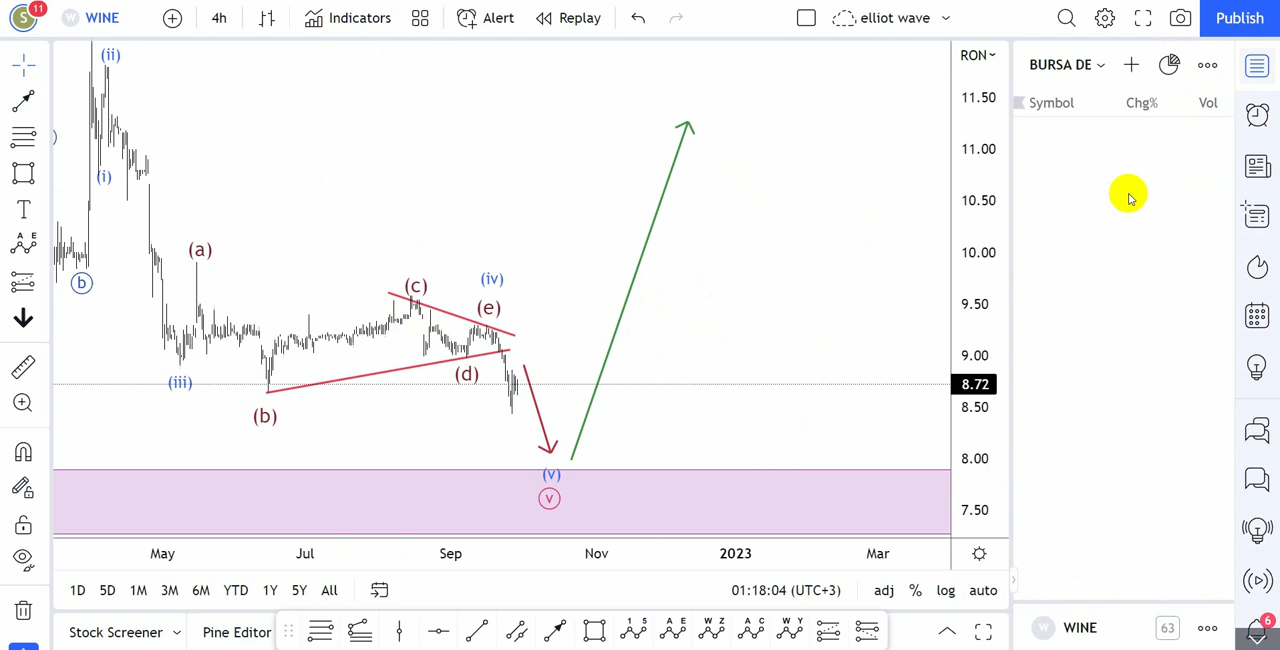 S 11 WINE 4h Indicators Alert Replay elliot wave Publish
RON
BURSA DE
Symbol Chg% Vol
(ii)
(i)
b
(iii)
(a)
(b)
(c)
(iv)
(e)
(d)
(v)
v
11.50
11.00
10.50
10.00
9.50
9.00
8.72
8.50
8.00
7.50
May Jul Sep Nov 2023 Mar
1D 5D 1M 3M 6M YTD 1Y 5Y All 01:18:04 (UTC+3) adj % log auto
Stock Screener Pine Editor
WINE 63
6